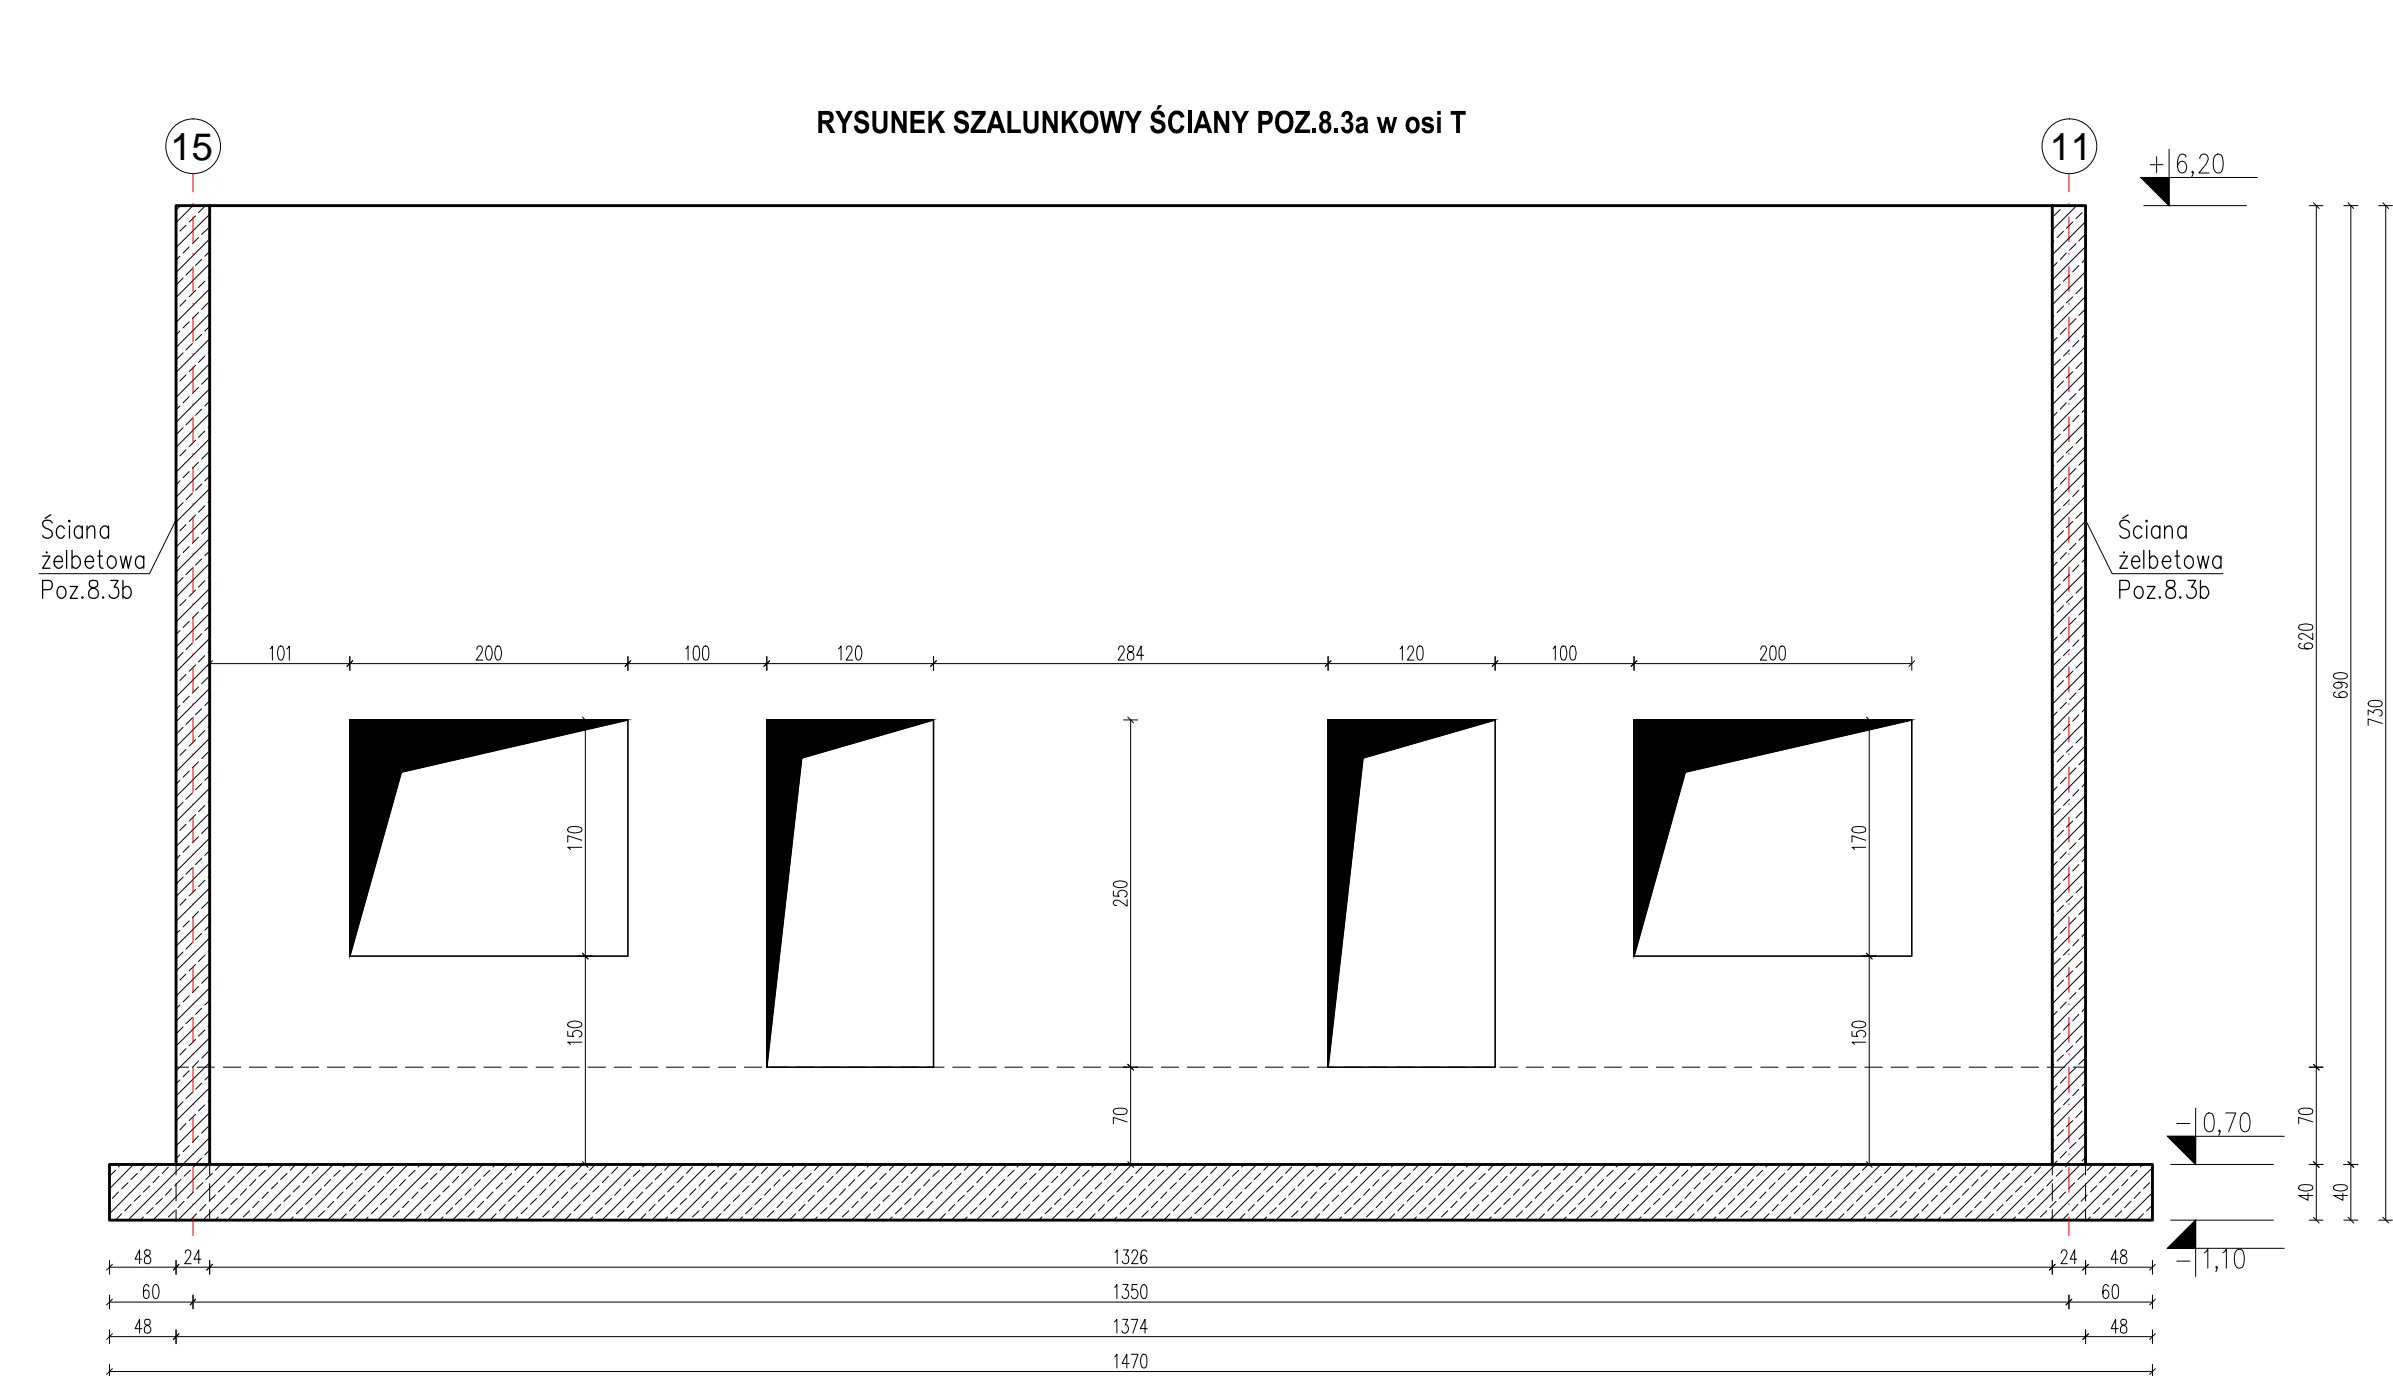 RYSUNEK SZALUNKOWY ŚCIANY POZ.8.3a w osi T
15
11
+ 6,20
Ściana
żelbetowa
Poz.8.3b
Ściana
żelbetowa
Poz.8.3b
620
690
730
101 200 100 120 284 120 100 200
170
250
170
150
70
150
70
- 0,70
40
40
- 1,10
48 24 1326 24 48
60 1350 60
48 1374 48
1470